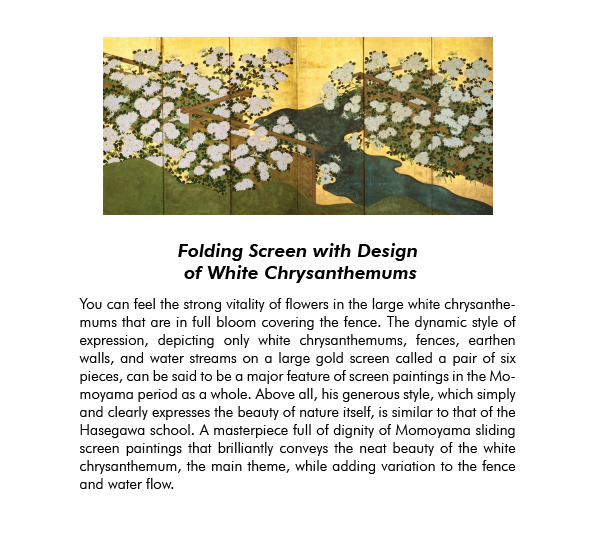 Folding Screen with Design
of White Chrysanthemums
You can feel the strong vitality of flowers in the large white chrysanthe-
mums that are in full bloom covering the fence. The dynamic style of
expression, depicting only white chrysanthemums, fences, earthen
walls, and water streams on a large gold screen called a pair of six
pieces, can be said to be a major feature of screen paintings in the Mo-
moyama period as a whole. Above all, his generous style, which simply
and clearly expresses the beauty of nature itself, is similar to that of the
Hasegawa school. A masterpiece full of dignity of Momoyama sliding
screen paintings that brilliantly conveys the neat beauty of the white
chrysanthemum, the main theme, while adding variation to the fence
and water flow.